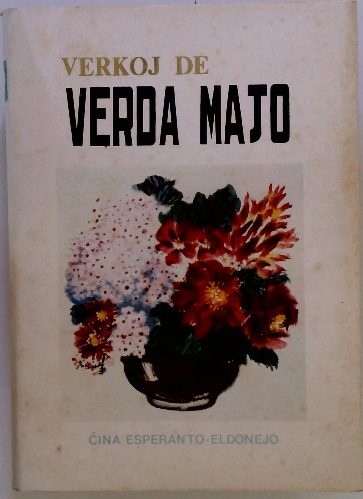 VERKOJ DE
VERDA MAJO
ĈINA ESPERANTO-ELDONEJO